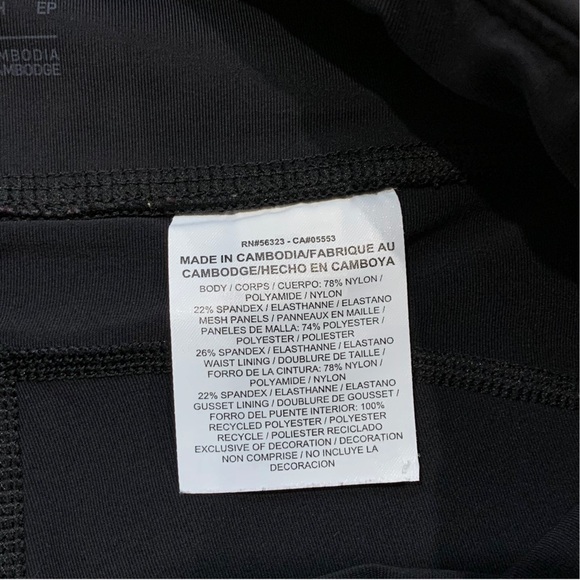 EP
CAMBODIA
CAMBODGE
RN#56323 - CA#05553
MADE IN CAMBODIA/FABRIQUE AU
CAMBODGE/HECHO EN CAMBOYA
BODY / CORPS / CUERPO: 78% NYLON /
POLYAMIDE / NYLON
22% SPANDEX / ELASTHANNE / ELASTANO
MESH PANELS / PANNEAUX EN MAILLE /
PANELES DE MALLA: 74% POLYESTER /
POLYESTER / POLIESTER
26% SPANDEX / ELASTHANNE / ELASTANO
WAIST LINING / DOUBLURE DE TAILLE /
FORRO DE LA CINTURA: 78% NYLON /
POLYAMIDE / NYLON
22% SPANDEX / ELASTHANNE / ELASTANO
GUSSET LINING / DOUBLURE DE GOUSSET /
FORRO DEL PUENTE INTERIOR: 100%
RECYCLED POLYESTER / POLYESTER
RECYCLE / POLIESTER RECICLADO
EXCLUSIVE OF DECORATION / DECORATION
NON COMPRISE / NO INCLUYE LA
DECORACION